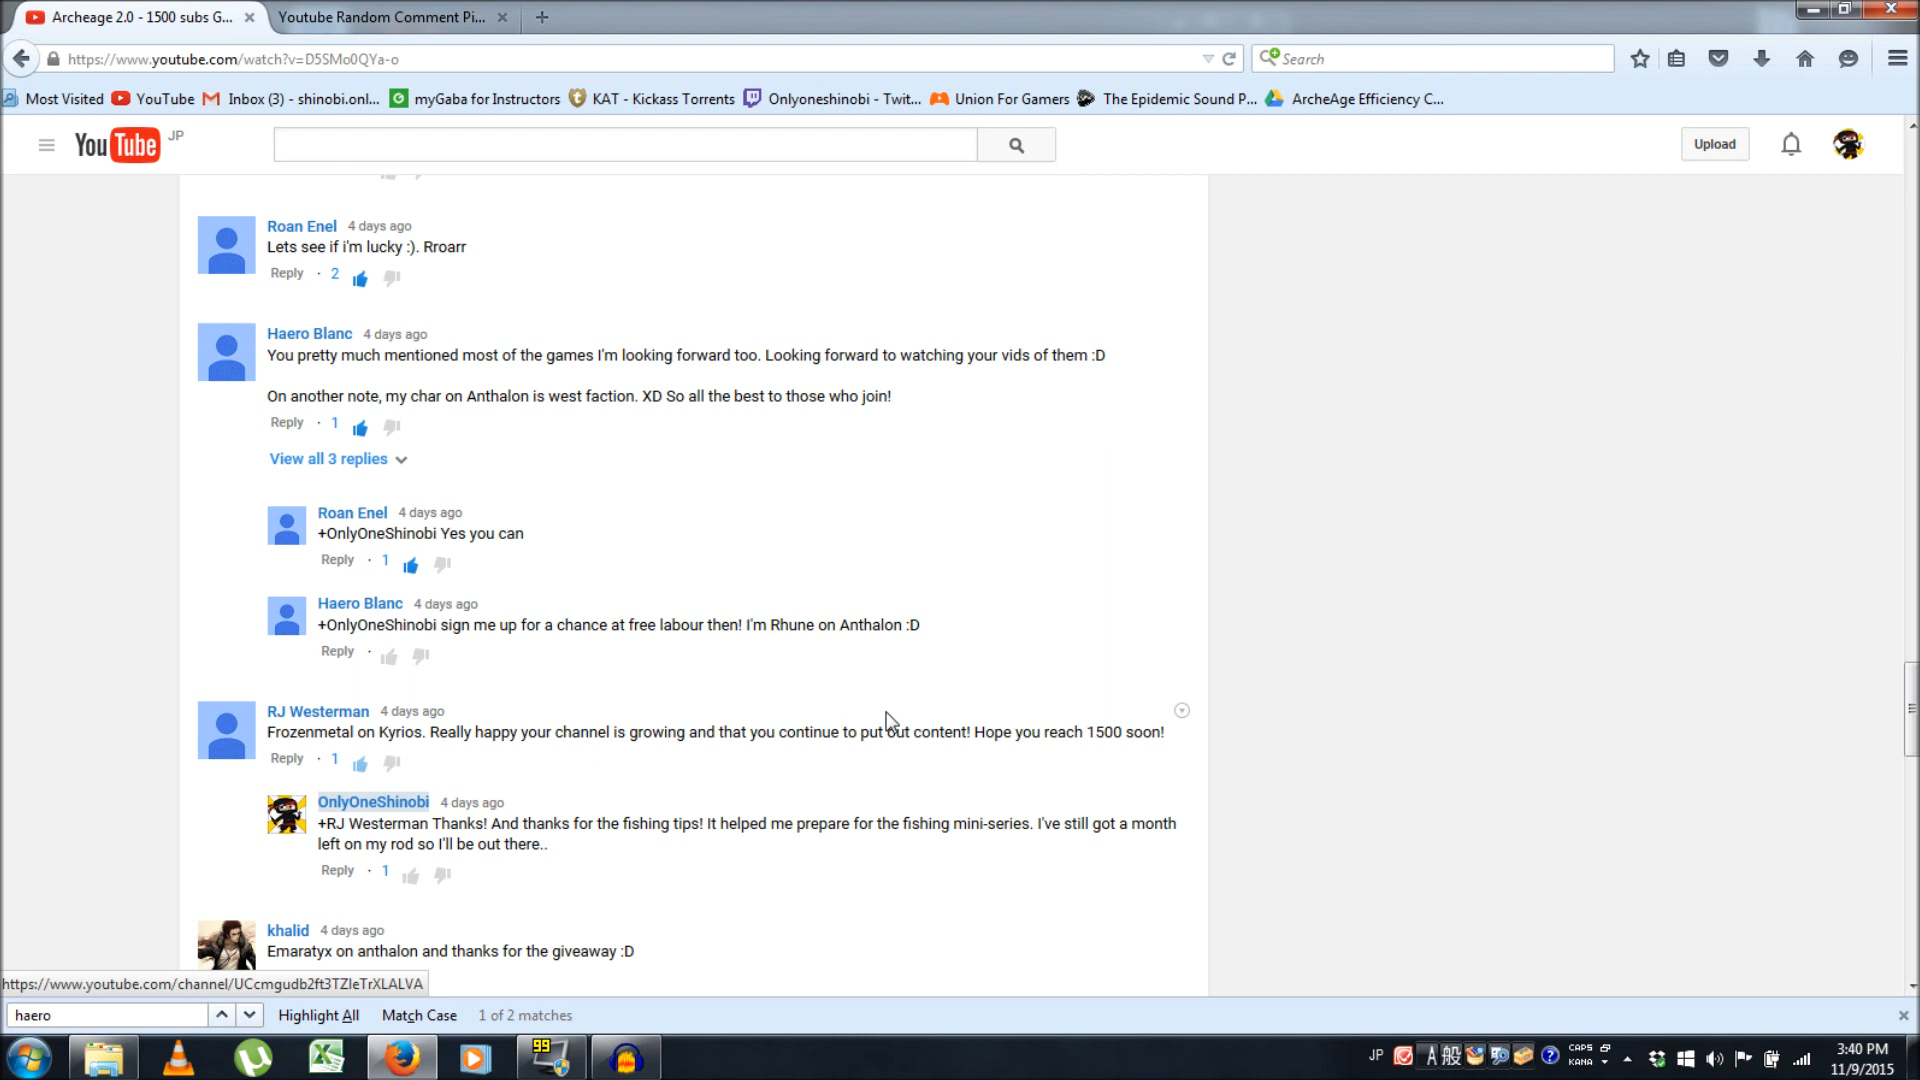 Archeage 2.0 - 1500 subs G...
Youtube Random Comment Pi...
https://www.youtube.com/watch?v=D5SMo0QYa-o
Search
Most Visited
YouTube
Inbox (3) - shinobi.onl...
myGaba for Instructors
KAT - Kickass Torrents
Onlyoneshinobi - Twit...
Union For Gamers
The Epidemic Sound P...
ArcheAge Efficiency C...
YouTube JP
Upload
Roan Enel 4 days ago
Lets see if i'm lucky :). Rroarr
Reply · 2
Haero Blanc 4 days ago
You pretty much mentioned most of the games I'm looking forward too. Looking forward to watching your vids of them :D
On another note, my char on Anthalon is west faction. XD So all the best to those who join!
Reply · 1
View all 3 replies
Roan Enel 4 days ago
+OnlyOneShinobi Yes you can
Reply · 1
Haero Blanc 4 days ago
+OnlyOneShinobi sign me up for a chance at free labour then! I'm Rhune on Anthalon :D
Reply ·
RJ Westerman 4 days ago
Frozenmetal on Kyrios. Really happy your channel is growing and that you continue to put out content! Hope you reach 1500 soon!
Reply · 1
OnlyOneShinobi 4 days ago
+RJ Westerman Thanks! And thanks for the fishing tips! It helped me prepare for the fishing mini-series. I've still got a month
left on my rod so I'll be out there..
Reply · 1
khalid 4 days ago
Emaratyx on anthalon and thanks for the giveaway :D
https://www.youtube.com/channel/UCcmgudb2ft3TZIeTrXLALVA
haero
Highlight All
Match Case
1 of 2 matches
99
JP
A般
CAPS
KANA
3:40 PM
11/9/2015